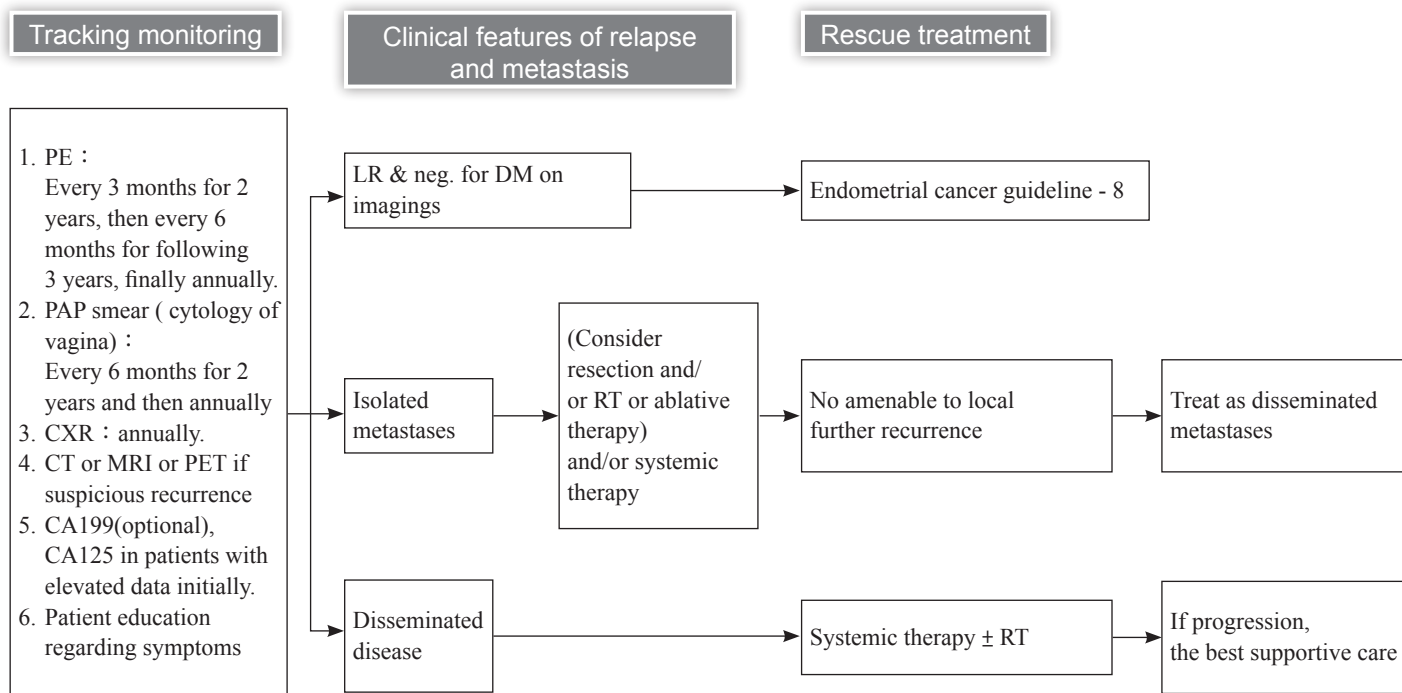 Tracking monitoring
Clinical features of relapse
and metastasis
Rescue treatment
1. PE：
Every 3 months for 2
years, then every 6
months for following
3 years, finally annually.
2. PAP smear ( cytology of
vagina)：
Every 6 months for 2
years and then annually
3. CXR：annually.
4. CT or MRI or PET if
suspicious recurrence
5. CA199(optional),
CA125 in patients with
elevated data initially.
6. Patient education
regarding symptoms
LR & neg. for DM on
imagings
Endometrial cancer guideline - 8
Isolated
metastases
(Consider
resection and/
or RT or ablative
therapy)
and/or systemic
therapy
No amenable to local
further recurrence
Treat as disseminated
metastases
Disseminated
disease
Systemic therapy ± RT
If progression,
the best supportive care